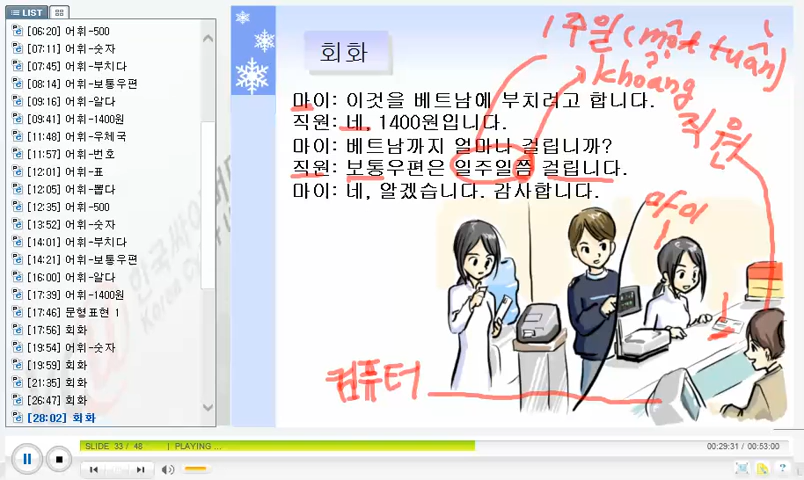 LIST
[06:20] 어휘-500
[07:11] 어휘-숫자
[07:45] 어휘-부치다
[08:14] 어휘-보통우편
[09:16] 어휘-알다
[09:41] 어휘-1400원
[11:48] 어휘-우체국
[11:57] 어휘-번호
[12:01] 어휘-표
[12:05] 어휘-뽑다
[12:35] 어휘-500
[13:52] 어휘-숫자
[14:01] 어휘-부치다
[14:21] 어휘-보통우편
[16:00] 어휘-알다
[17:39] 어휘-1400원
[17:46] 문형표현 1
[17:56] 회화
[19:54] 어휘-숫자
[19:59] 회화
[21:35] 회화
[26:47] 회화
[28:02] 회화
회화
1주일(một tuần)
khoảng
마이: 이것을 베트남에 부치려고 합니다.
직원: 네, 1400원입니다.
마이: 베트남까지 얼마나 걸립니까?
직원: 보통우편은 일주일쯤 걸립니다.
마이: 네, 알겠습니다. 감사합니다.
직원
마이
컴퓨터
SLIDE 33 / 48 | PLAYING ...
00:29:31 / 00:53:00